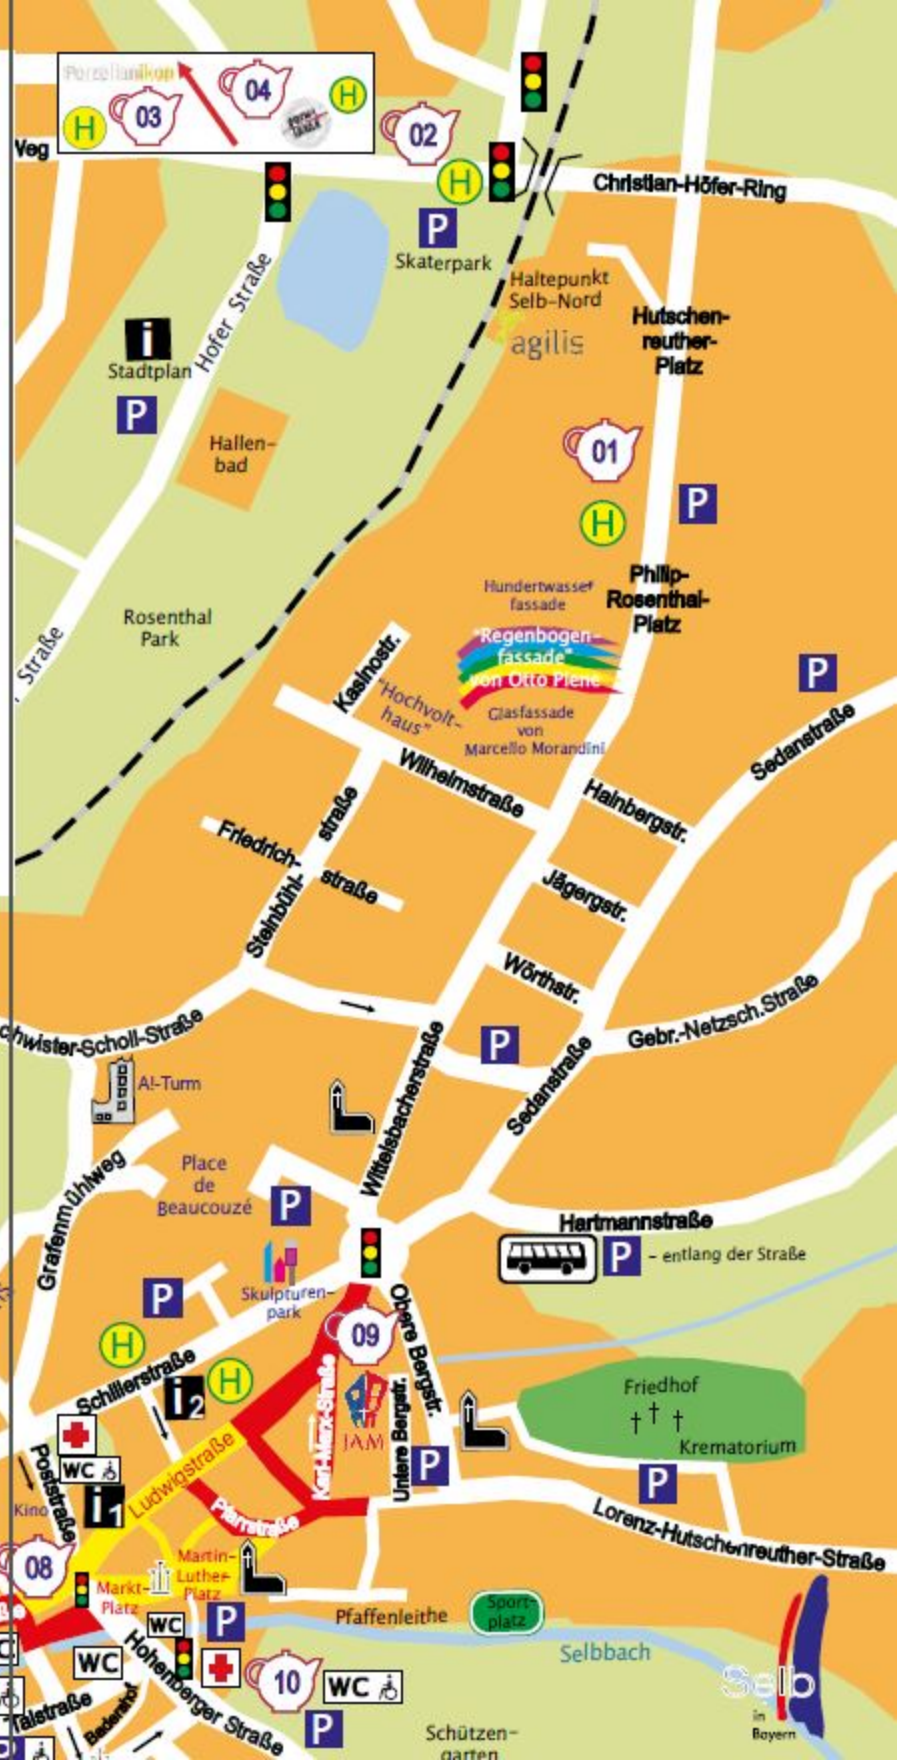 Porzellanikon
03
04
H
H
02
H
Weg
Christian-Höfer-Ring
P
Skaterpark
Haltepunkt
Selb-Nord
agilis
Hutschen-
reuther-
Platz
Hofer Straße
i
Stadtplan
P
Hallen-
bad
01
H
P
Philip-
Rosenthal-
Platz
Hundertwasser
fassade
"Regenbogen-
fassade"
von Otto Piene
Glasfassade
von
Marcello Morandini
Rosenthal
Park
Straße
Kasinostr.
"Hochvolt-
haus"
P
Sedanstraße
Wilhelmstraße
Hainbergstr.
Friedrich-
straße
Steinbühl-
straße
Jägergstr.
Wörthstr.
chwister-Scholl-Straße
Gebr.-Netzsch.Straße
P
A!-Turm
Wittelsbacherstraße
Sedanstraße
Grafenmühlweg
Place
de
Beaucouzé
P
Hartmannstraße
P - entlang der Straße
Skulpturen-
park
P
H
Schillerstraße
i2
H
09
Obere Bergstr.
Karl-Marx-Straße
JAM
Untere Bergstr.
P
Friedhof
Krematorium
P
Lorenz-Hutschenreuther-Straße
WC
i1
Poststraße
Kino
Ludwigstraße
Pfarrstraße
08
Markt-
Platz
Martin-
Luther-
Platz
WC
P
Pfaffenleithe
Sport-
platz
Selbbach
WC
Hohenberger Straße
10
WC
P
Talstraße
Badershof
Schützen-
garten
Selb
in
Bayern